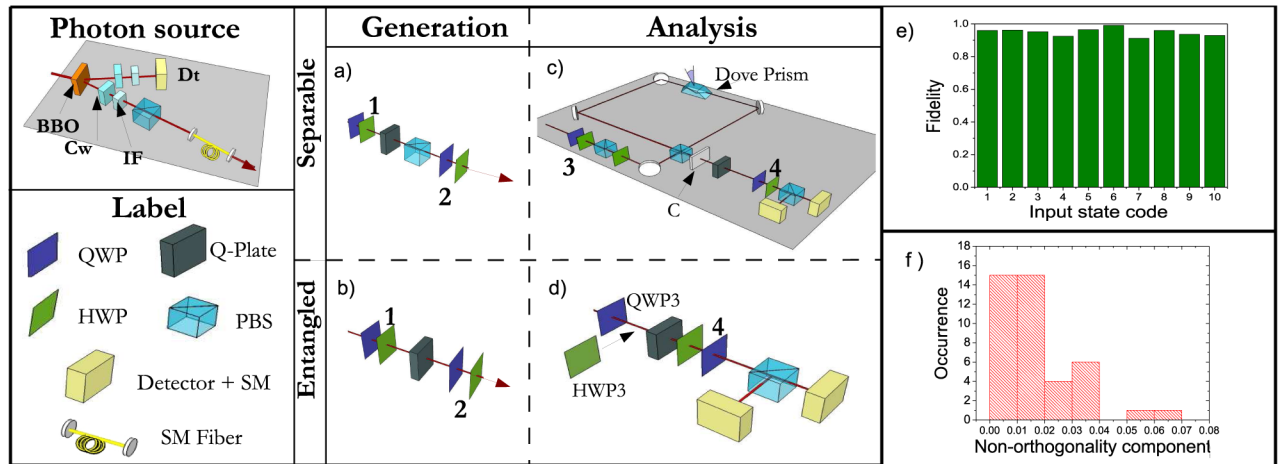 Photon source
Dt
BBO
Cw
IF
Label
QWP
Q-Plate
HWP
PBS
Detector + SM
SM Fiber
Generation
Analysis
Separable
Entangled
a)
1
2
c)
Dove Prism
3
4
C
b)
1
2
d)
QWP3
4
HWP3
e)
Fidelity
1.0
0.8
0.6
0.4
0.2
0.0
1 2 3 4 5 6 7 8 9 10
Input state code
f )
Occurrence
18
16
14
12
10
8
6
4
2
0
0.00 0.01 0.02 0.03 0.04 0.05 0.06 0.07 0.08
Non-orthogonality component